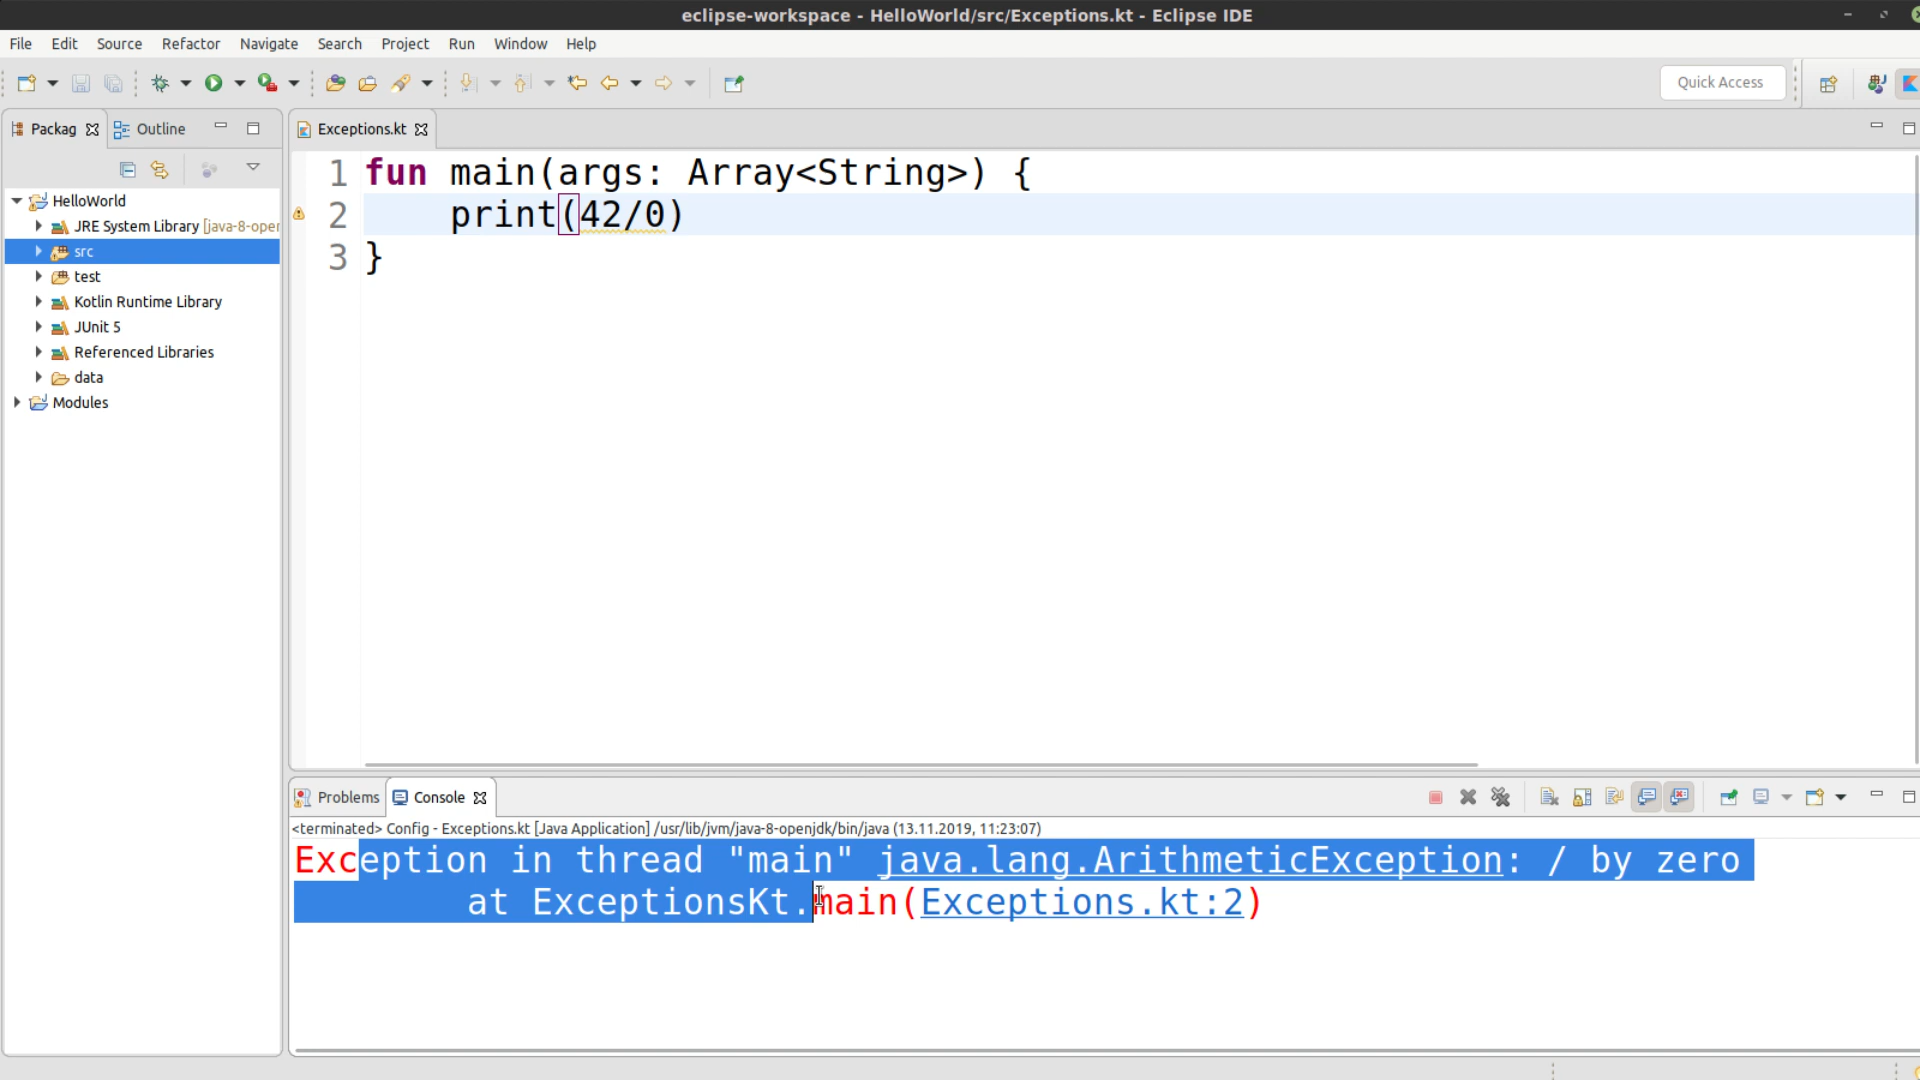 eclipse-workspace - HelloWorld/src/Exceptions.kt - Eclipse IDE
File Edit Source Refactor Navigate Search Project Run Window Help
Quick Access
Packag Outline
Exceptions.kt
HelloWorld
JRE System Library [java-8-oper
src
test
Kotlin Runtime Library
JUnit 5
Referenced Libraries
data
Modules
1 fun main(args: Array<String>) {
2 print(42/0)
3 }
Problems Console
<terminated> Config - Exceptions.kt [Java Application] /usr/lib/jvm/java-8-openjdk/bin/java (13.11.2019, 11:23:07)
Exception in thread "main" java.lang.ArithmeticException: / by zero
at ExceptionsKt.main(Exceptions.kt:2)